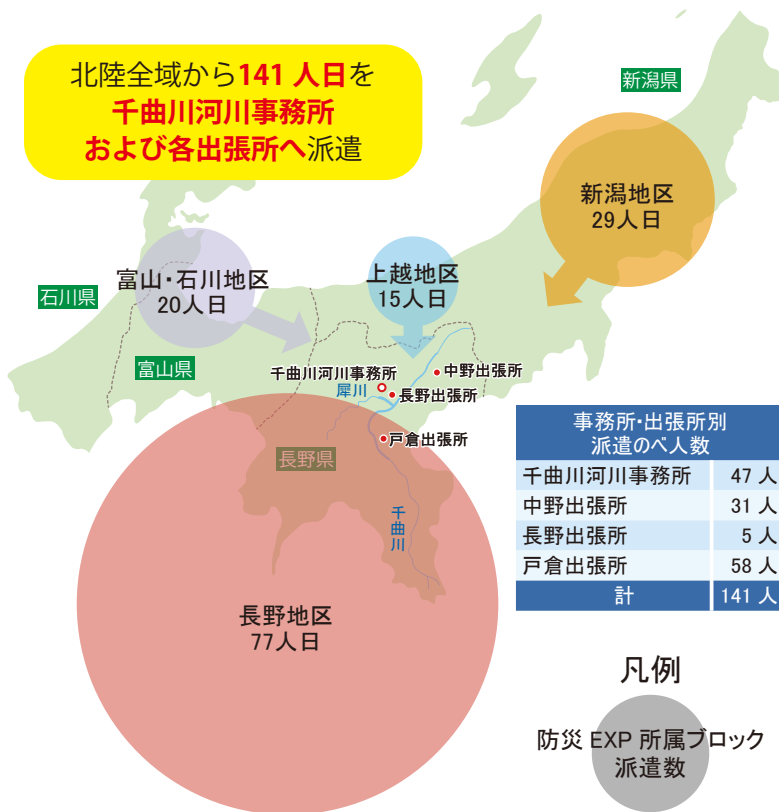 北陸全域から141 人日を
千曲川河川事務所
および各出張所へ派遣
新潟県
新潟地区
29人日
富山・石川地区
20人日
上越地区
15人日
石川県
富山県
千曲川河川事務所
中野出張所
犀川
長野出張所
戸倉出張所
長野県
千曲川
長野地区
77人日
事務所・出張所別
派遣のべ人数
千曲川河川事務所 47 人
中野出張所 31 人
長野出張所 5 人
戸倉出張所 58 人
計 141 人
凡例
防災 EXP 所属ブロック
派遣数